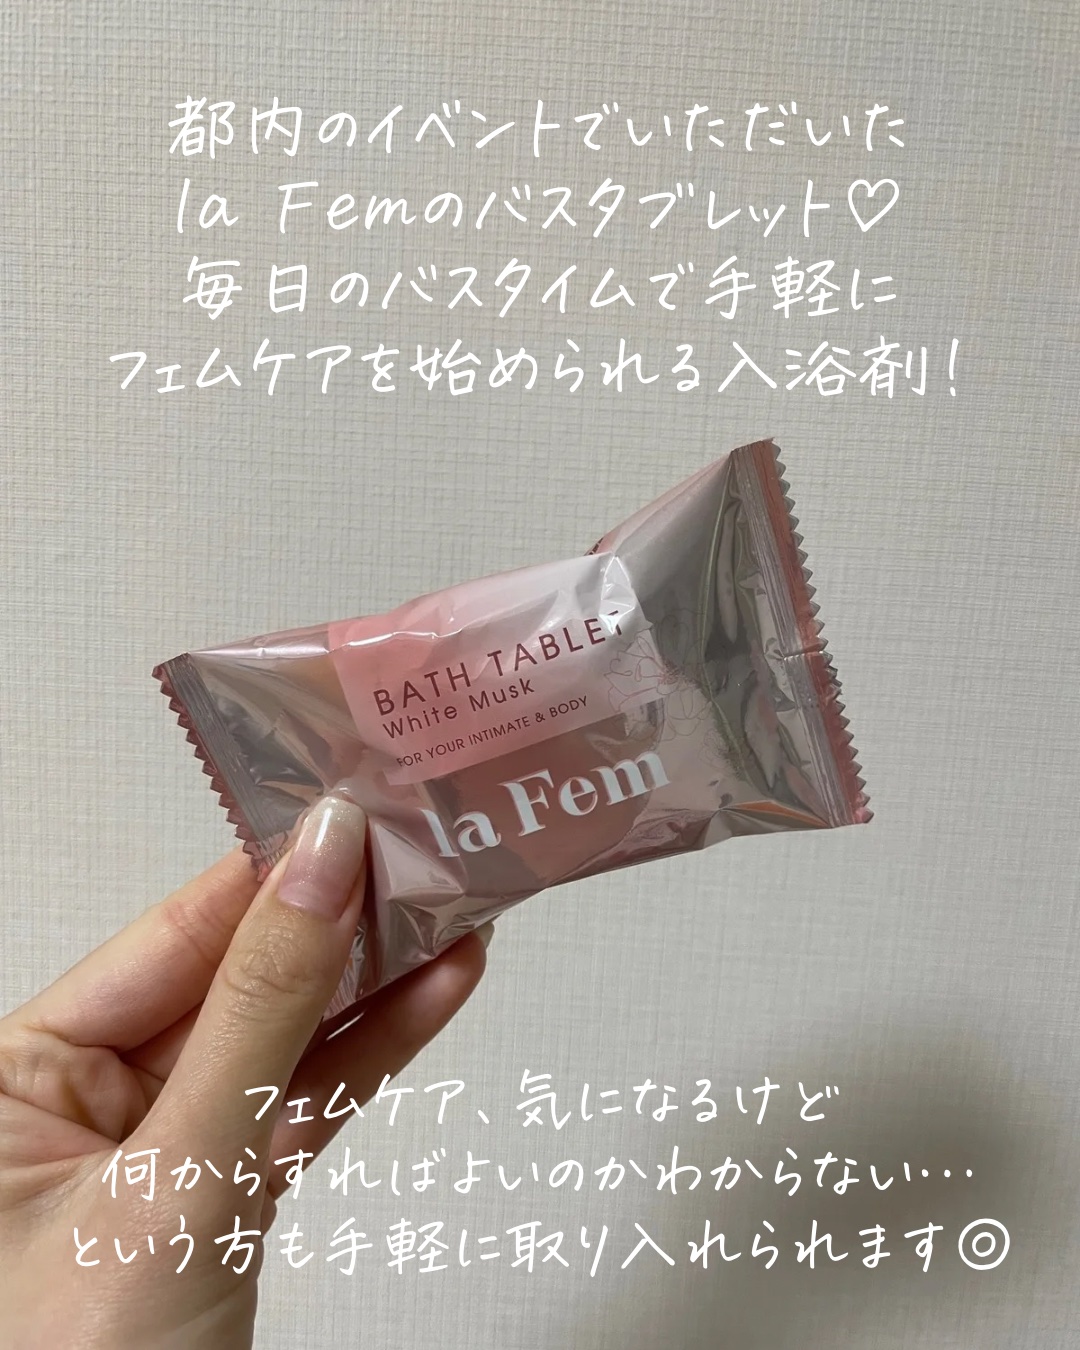 都内のイベントでいただいた
la Femのバスタブレット♡
毎日のバスタイムで手軽に
フェムケアを始められる入浴剤!
BATH TABLET
White Musk
FOR YOUR INTIMATE & BODY
la Fem
フェムケア、気になるけど
何からすればよいのかわからない…
という方も手軽に取り入れられます◎